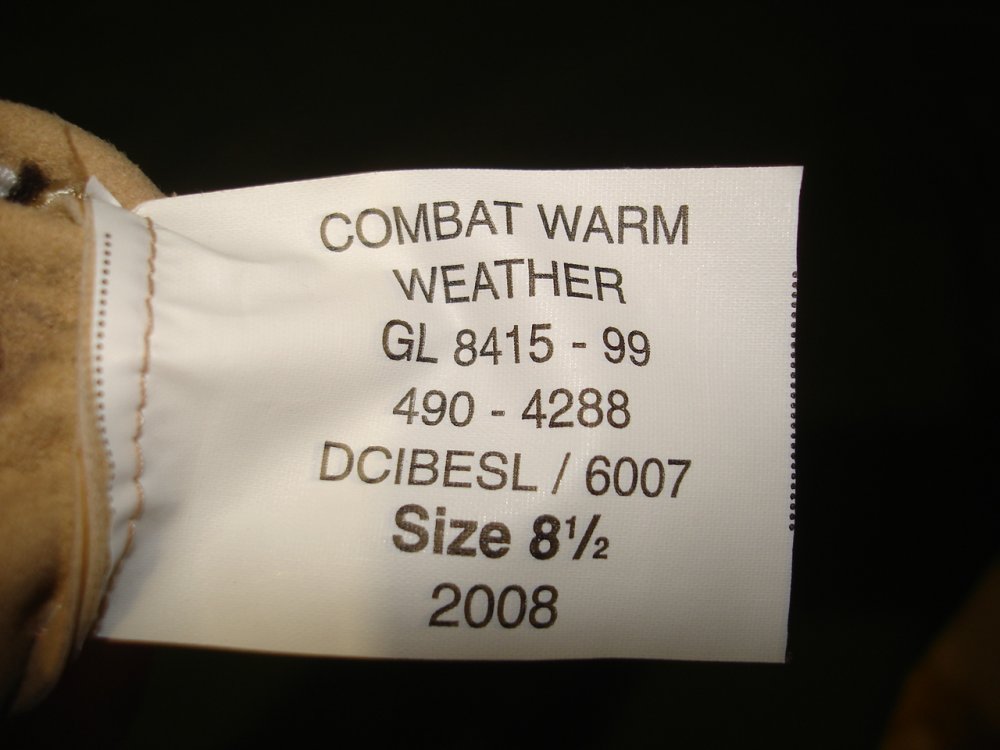 COMBAT WARM
WEATHER
GL 8415 - 99
490 - 4288
DCIBESL / 6007
Size 8½
2008